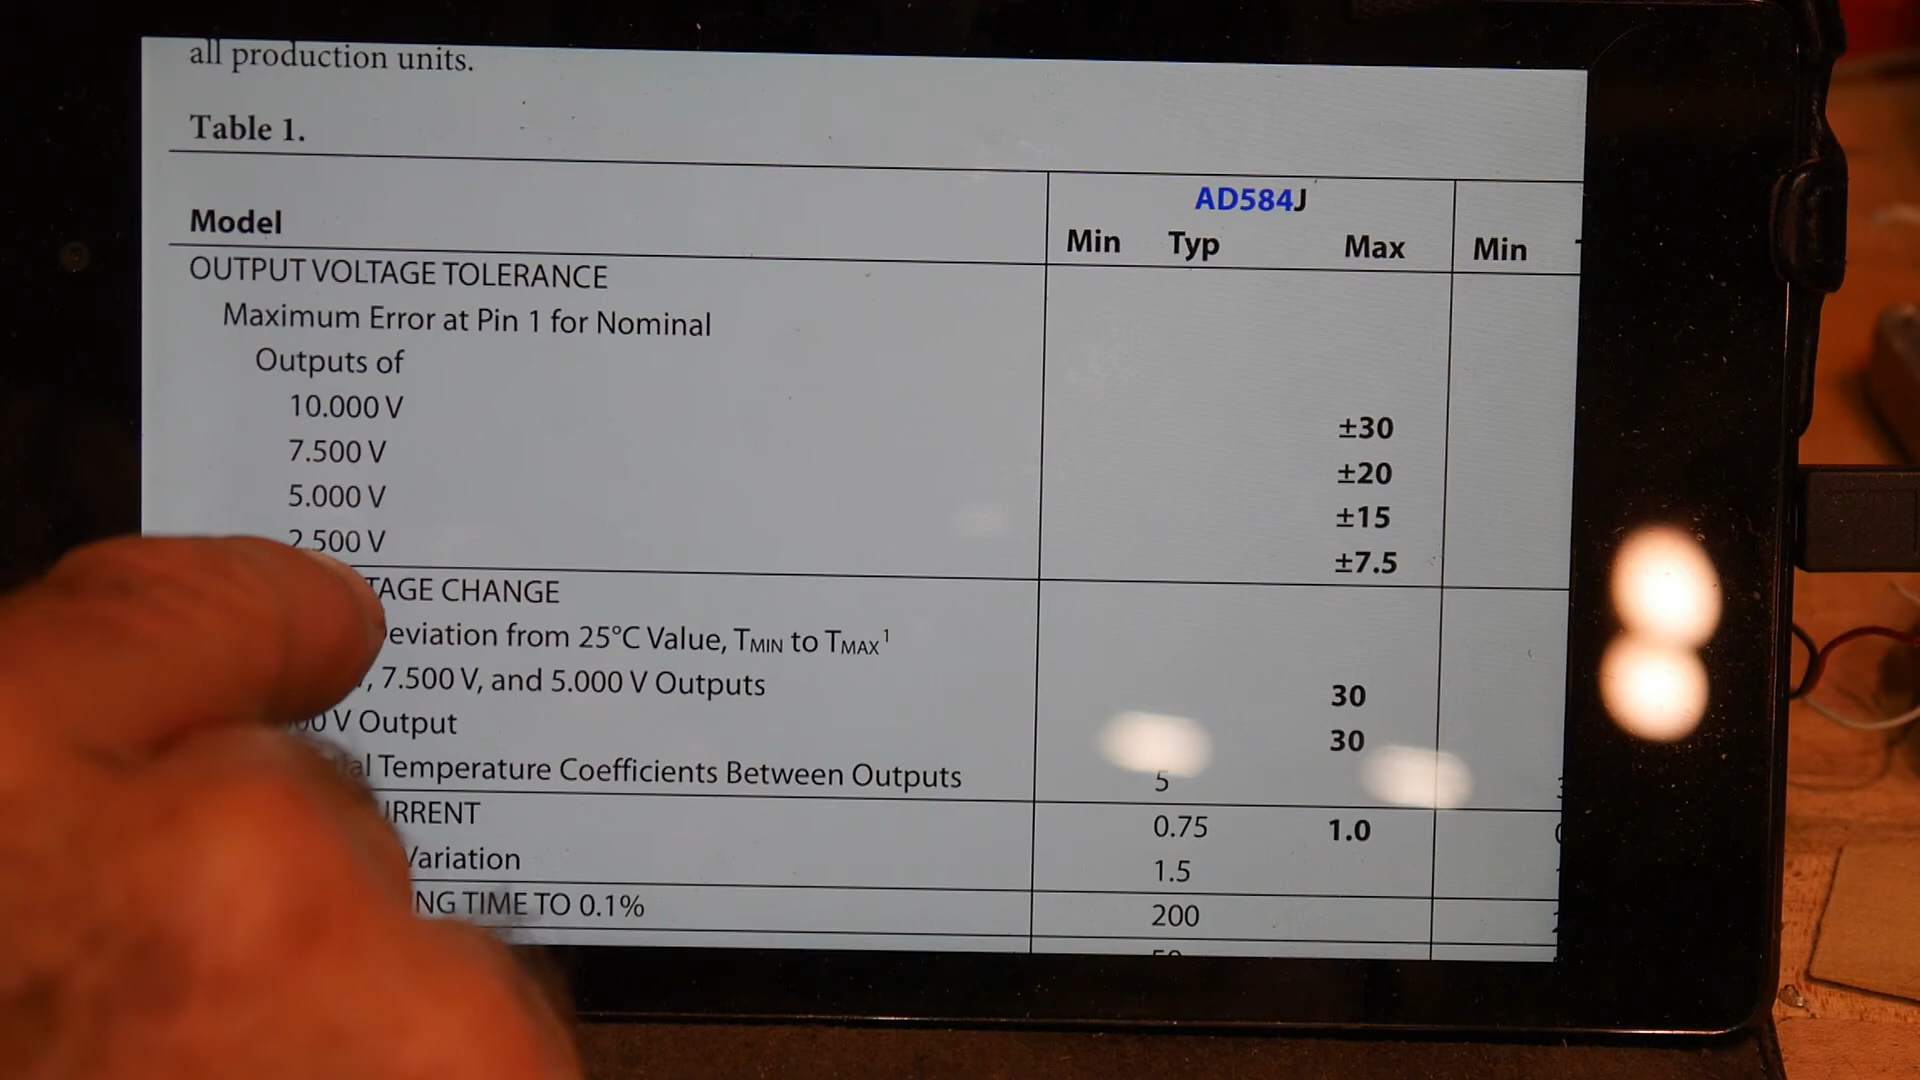 all production units.
Table 1.
AD584J
Model Min Typ Max Min
OUTPUT VOLTAGE TOLERANCE
Maximum Error at Pin 1 for Nominal
Outputs of
10.000 V ±30
7.500 V ±20
5.000 V ±15
2.500 V ±7.5
TAGE CHANGE
eviation from 25°C Value, TMIN to TMAX¹
, 7.500 V, and 5.000 V Outputs 30
00 V Output 30
al Temperature Coefficients Between Outputs 5
RRENT 0.75 1.0
Variation 1.5
NG TIME TO 0.1% 200